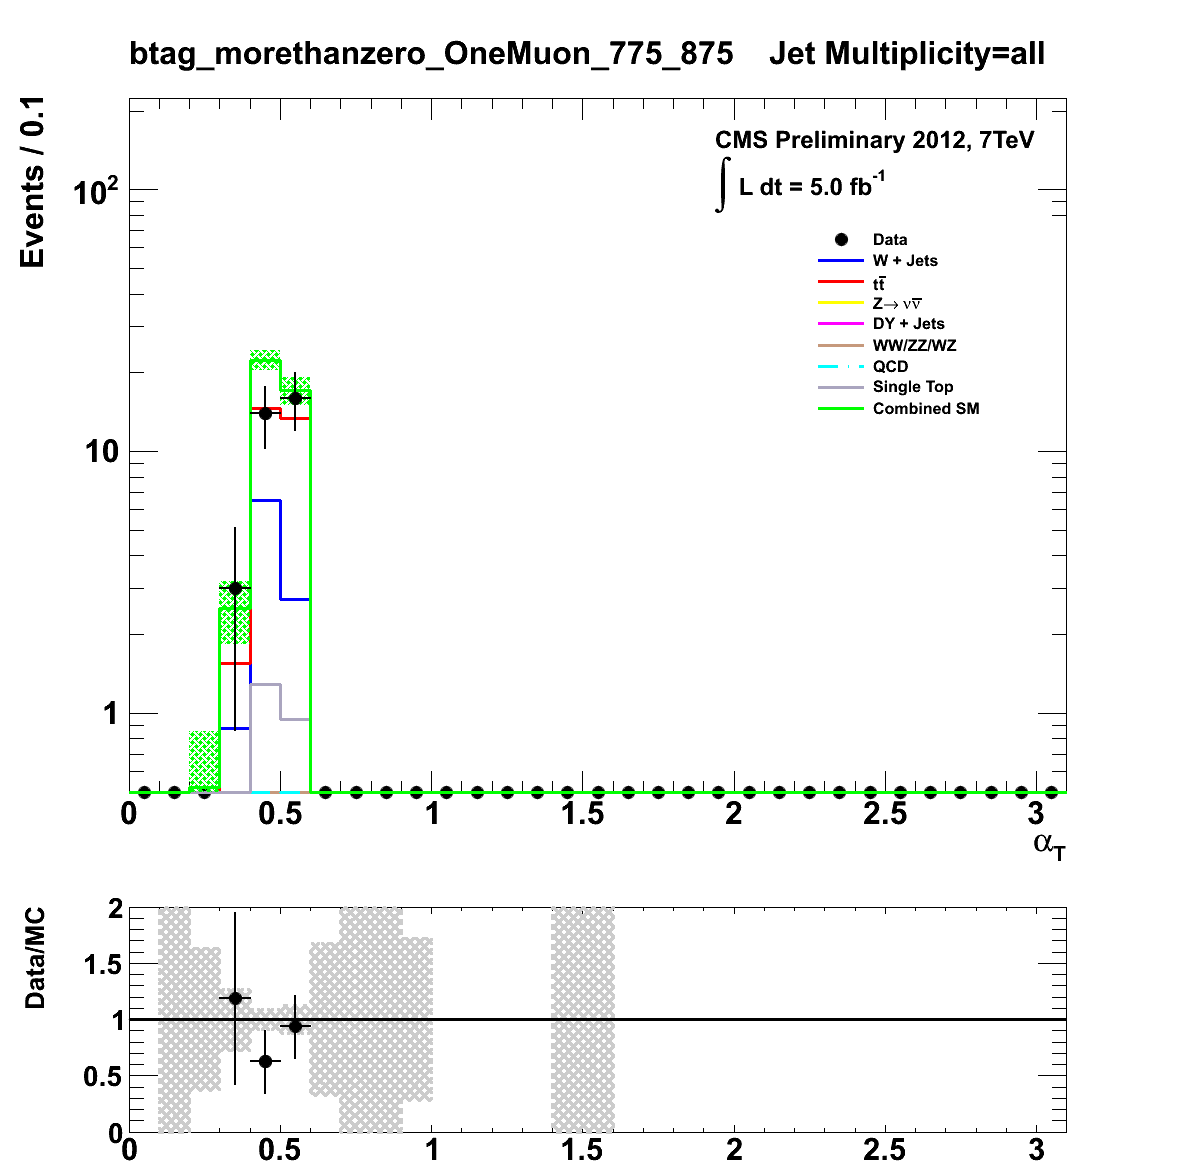 btag_morethanzero_OneMuon_775_875 Jet Multiplicity=all
Events / 0.1
CMS Preliminary 2012, 7TeV
∫ L dt = 5.0 fb⁻¹
Data
W + Jets
tt̅
Z→ νν̅
DY + Jets
WW/ZZ/WZ
QCD
Single Top
Combined SM
10²
10
1
0 0.5 1 1.5 2 2.5 3
α_T
Data/MC
2
1.5
1
0.5
0
0 0.5 1 1.5 2 2.5 3